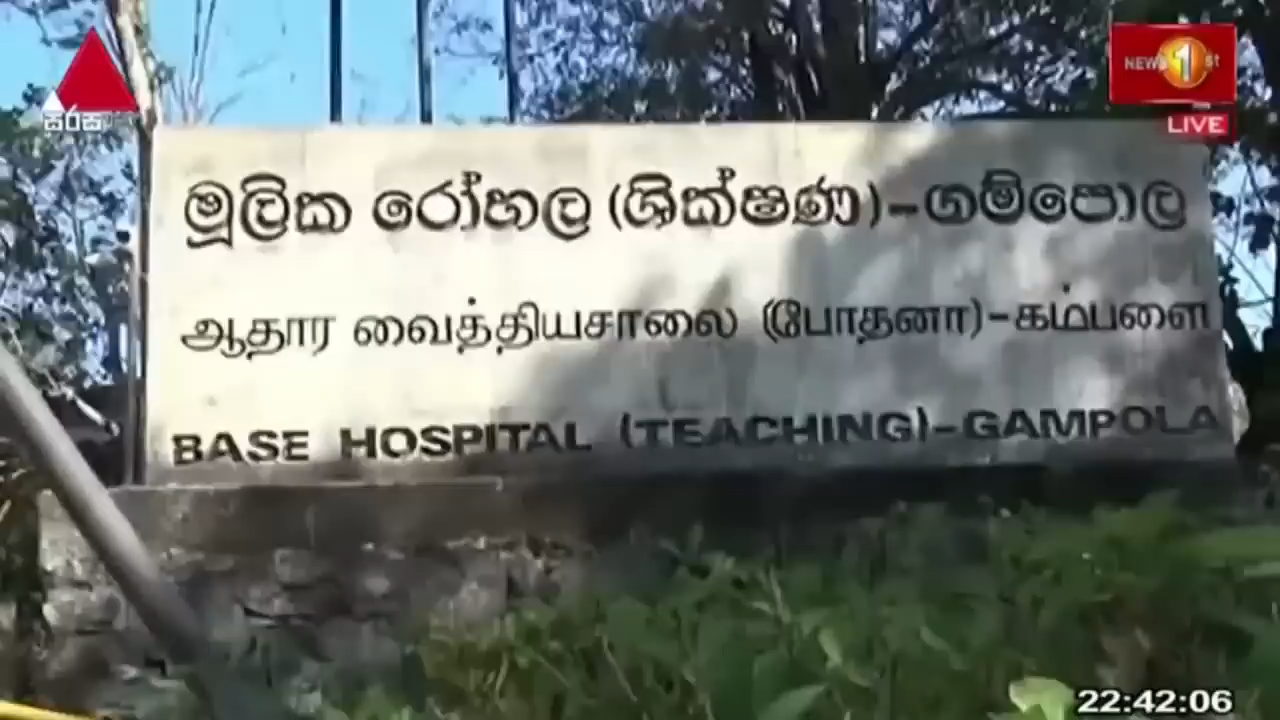 සිරස
NEWS 1st
LIVE
මූලික රෝහල (ශික්ෂණ)-ගම්පොල
ஆதார வைத்தியசாலை (போதனா)-கம்பளை
BASE HOSPITAL (TEACHING)-GAMPOLA
22:42:06